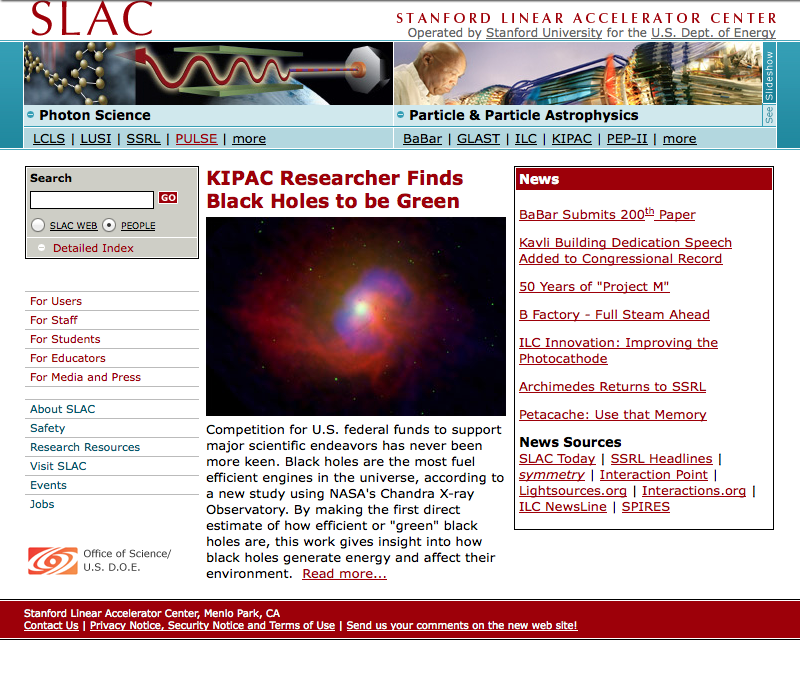 SLAC
STANFORD LINEAR ACCELERATOR CENTER
Operated by Stanford University for the U.S. Dept. of Energy
See Slideshow
Photon Science
LCLS | LUSI | SSRL | PULSE | more
Particle & Particle Astrophysics
BaBar | GLAST | ILC | KIPAC | PEP-II | more
Search
GO
SLAC WEB PEOPLE
Detailed Index
For Users
For Staff
For Students
For Educators
For Media and Press
About SLAC
Safety
Research Resources
Visit SLAC
Events
Jobs
Office of Science/
U.S. D.O.E.
KIPAC Researcher Finds
Black Holes to be Green
Competition for U.S. federal funds to support
major scientific endeavors has never been
more keen. Black holes are the most fuel
efficient engines in the universe, according to
a new study using NASA's Chandra X-ray
Observatory. By making the first direct
estimate of how efficient or "green" black
holes are, this work gives insight into how
black holes generate energy and affect their
environment. Read more...
News
BaBar Submits 200th Paper
Kavli Building Dedication Speech
Added to Congressional Record
50 Years of "Project M"
B Factory - Full Steam Ahead
ILC Innovation: Improving the
Photocathode
Archimedes Returns to SSRL
Petacache: Use that Memory
News Sources
SLAC Today | SSRL Headlines |
symmetry | Interaction Point |
Lightsources.org | Interactions.org |
ILC NewsLine | SPIRES
Stanford Linear Accelerator Center, Menlo Park, CA
Contact Us | Privacy Notice, Security Notice and Terms of Use | Send us your comments on the new web site!